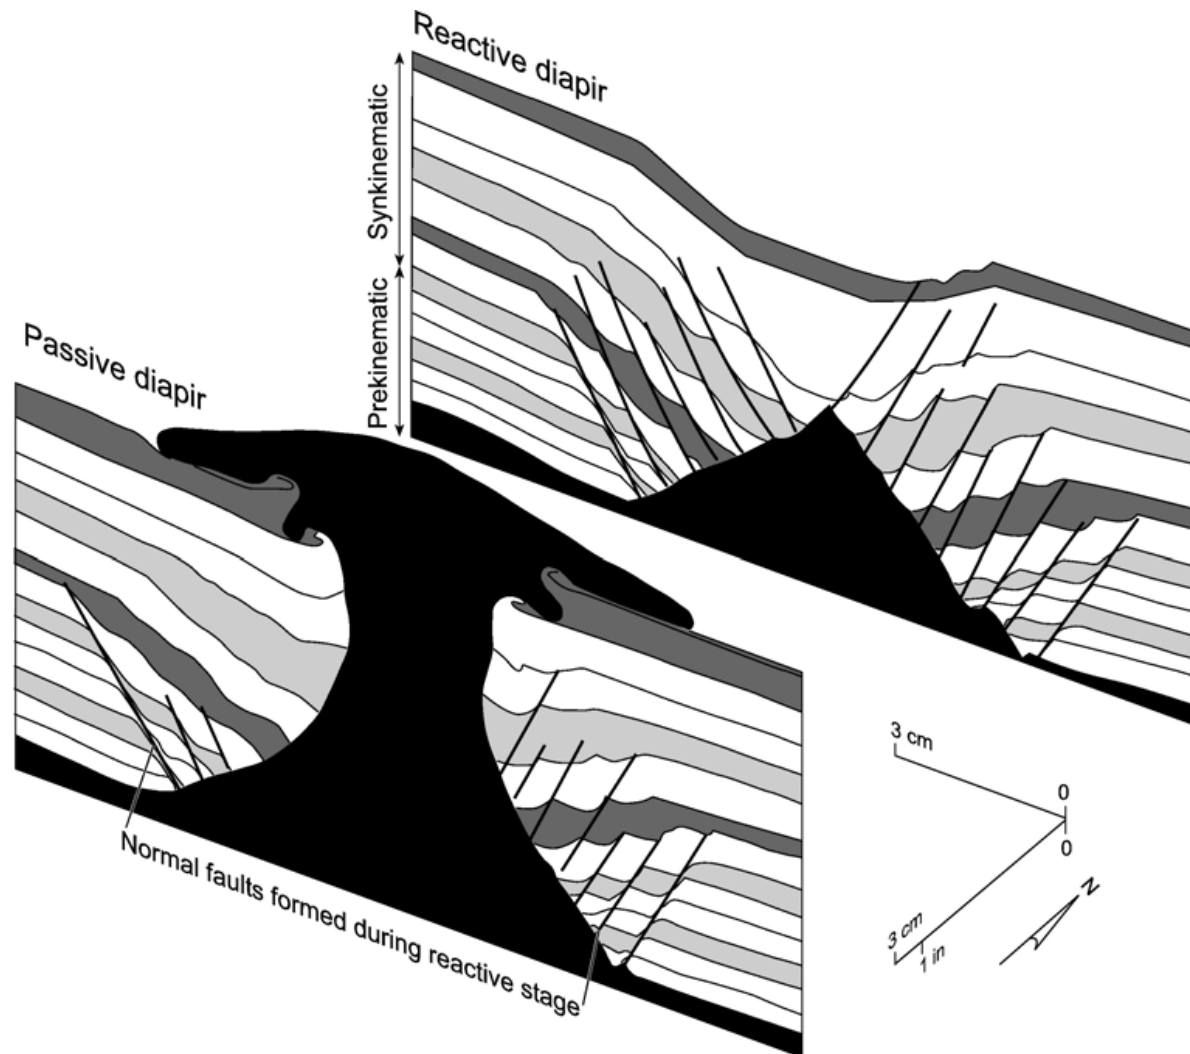 Reactive diapir
Synkinematic
Prekinematic
Passive diapir
Normal faults formed during reactive stage
3 cm
0
0
3 cm
1 in
N